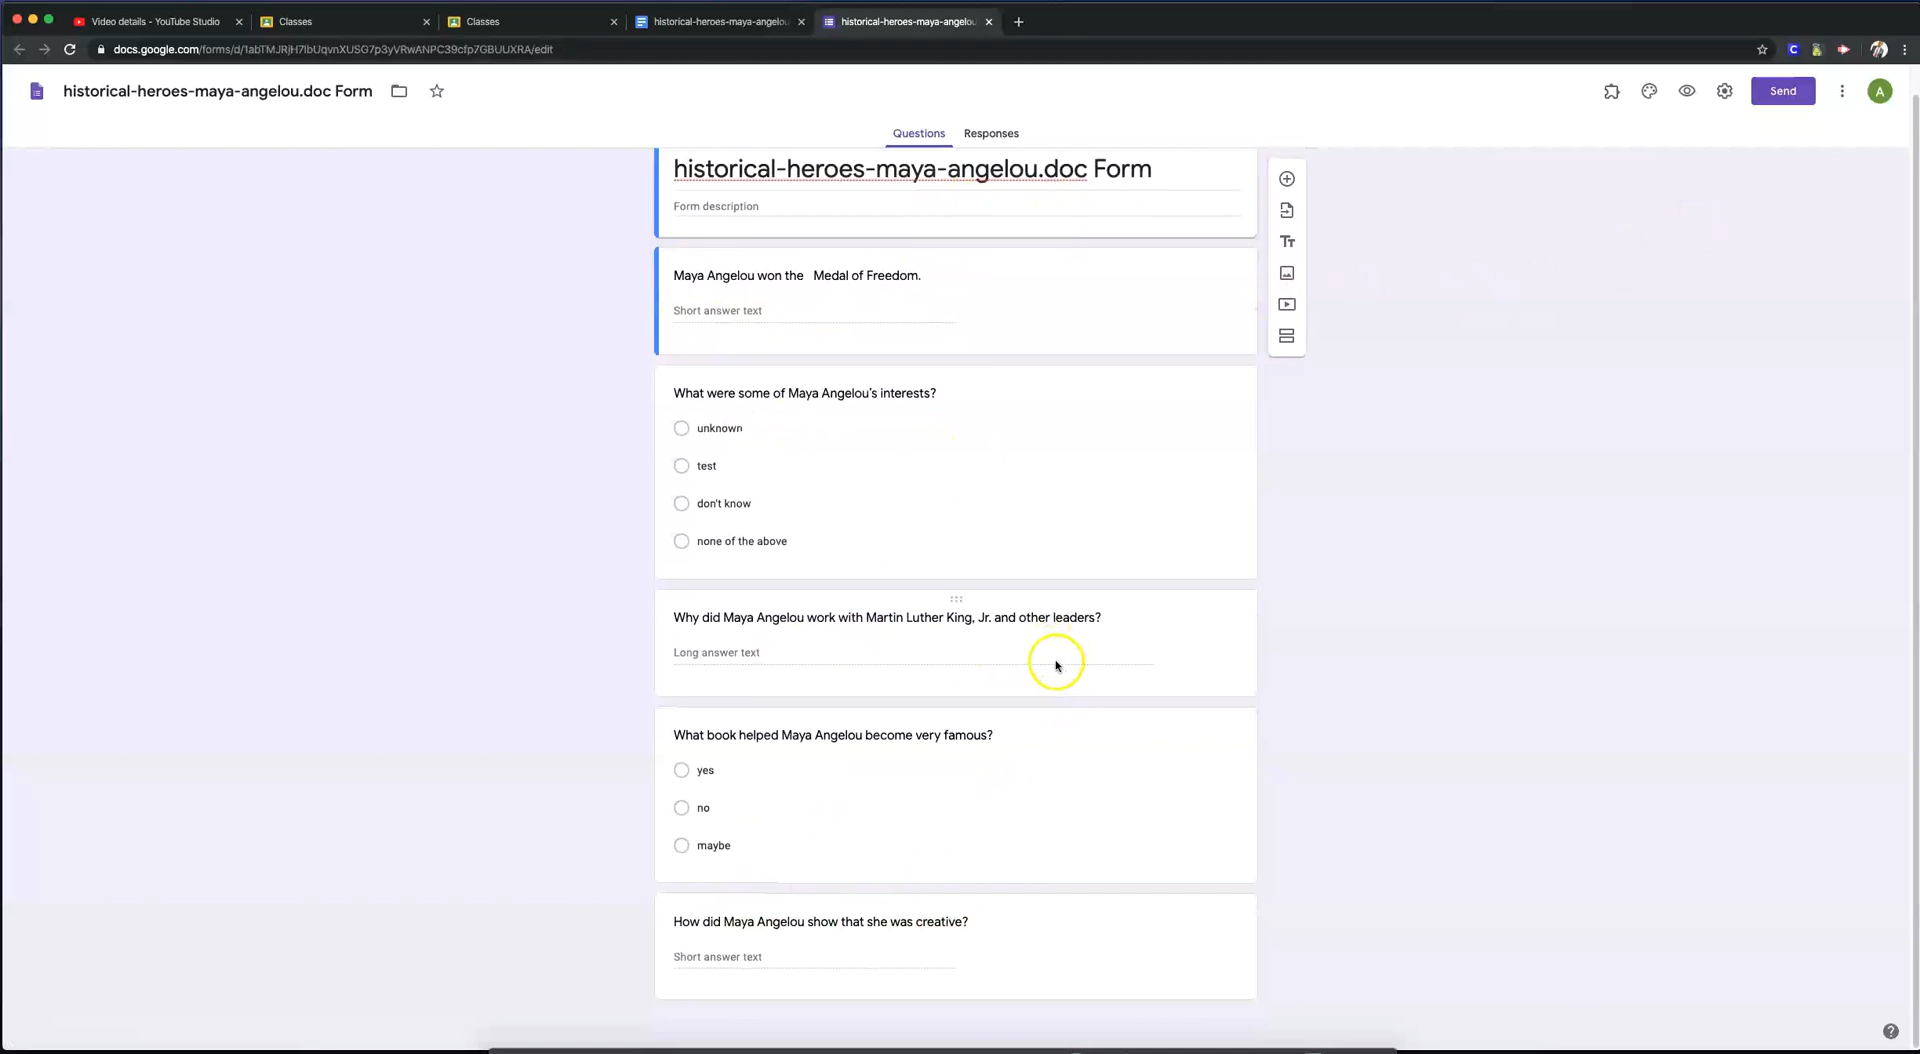 Video details - YouTube Studio
Classes
Classes
historical-heroes-maya-angelou
historical-heroes-maya-angelou
docs.google.com/forms/d/1abTMJRjH7lbUqvnXUSG7p3yVRwANPC39cfp7GBUUXRA/edit
historical-heroes-maya-angelou.doc Form
Send
A
Questions
Responses
historical-heroes-maya-angelou.doc Form
Form description
Maya Angelou won the   Medal of Freedom.
Short answer text
What were some of Maya Angelou's interests?
unknown
test
don't know
none of the above
Why did Maya Angelou work with Martin Luther King, Jr. and other leaders?
Long answer text
What book helped Maya Angelou become very famous?
yes
no
maybe
How did Maya Angelou show that she was creative?
Short answer text